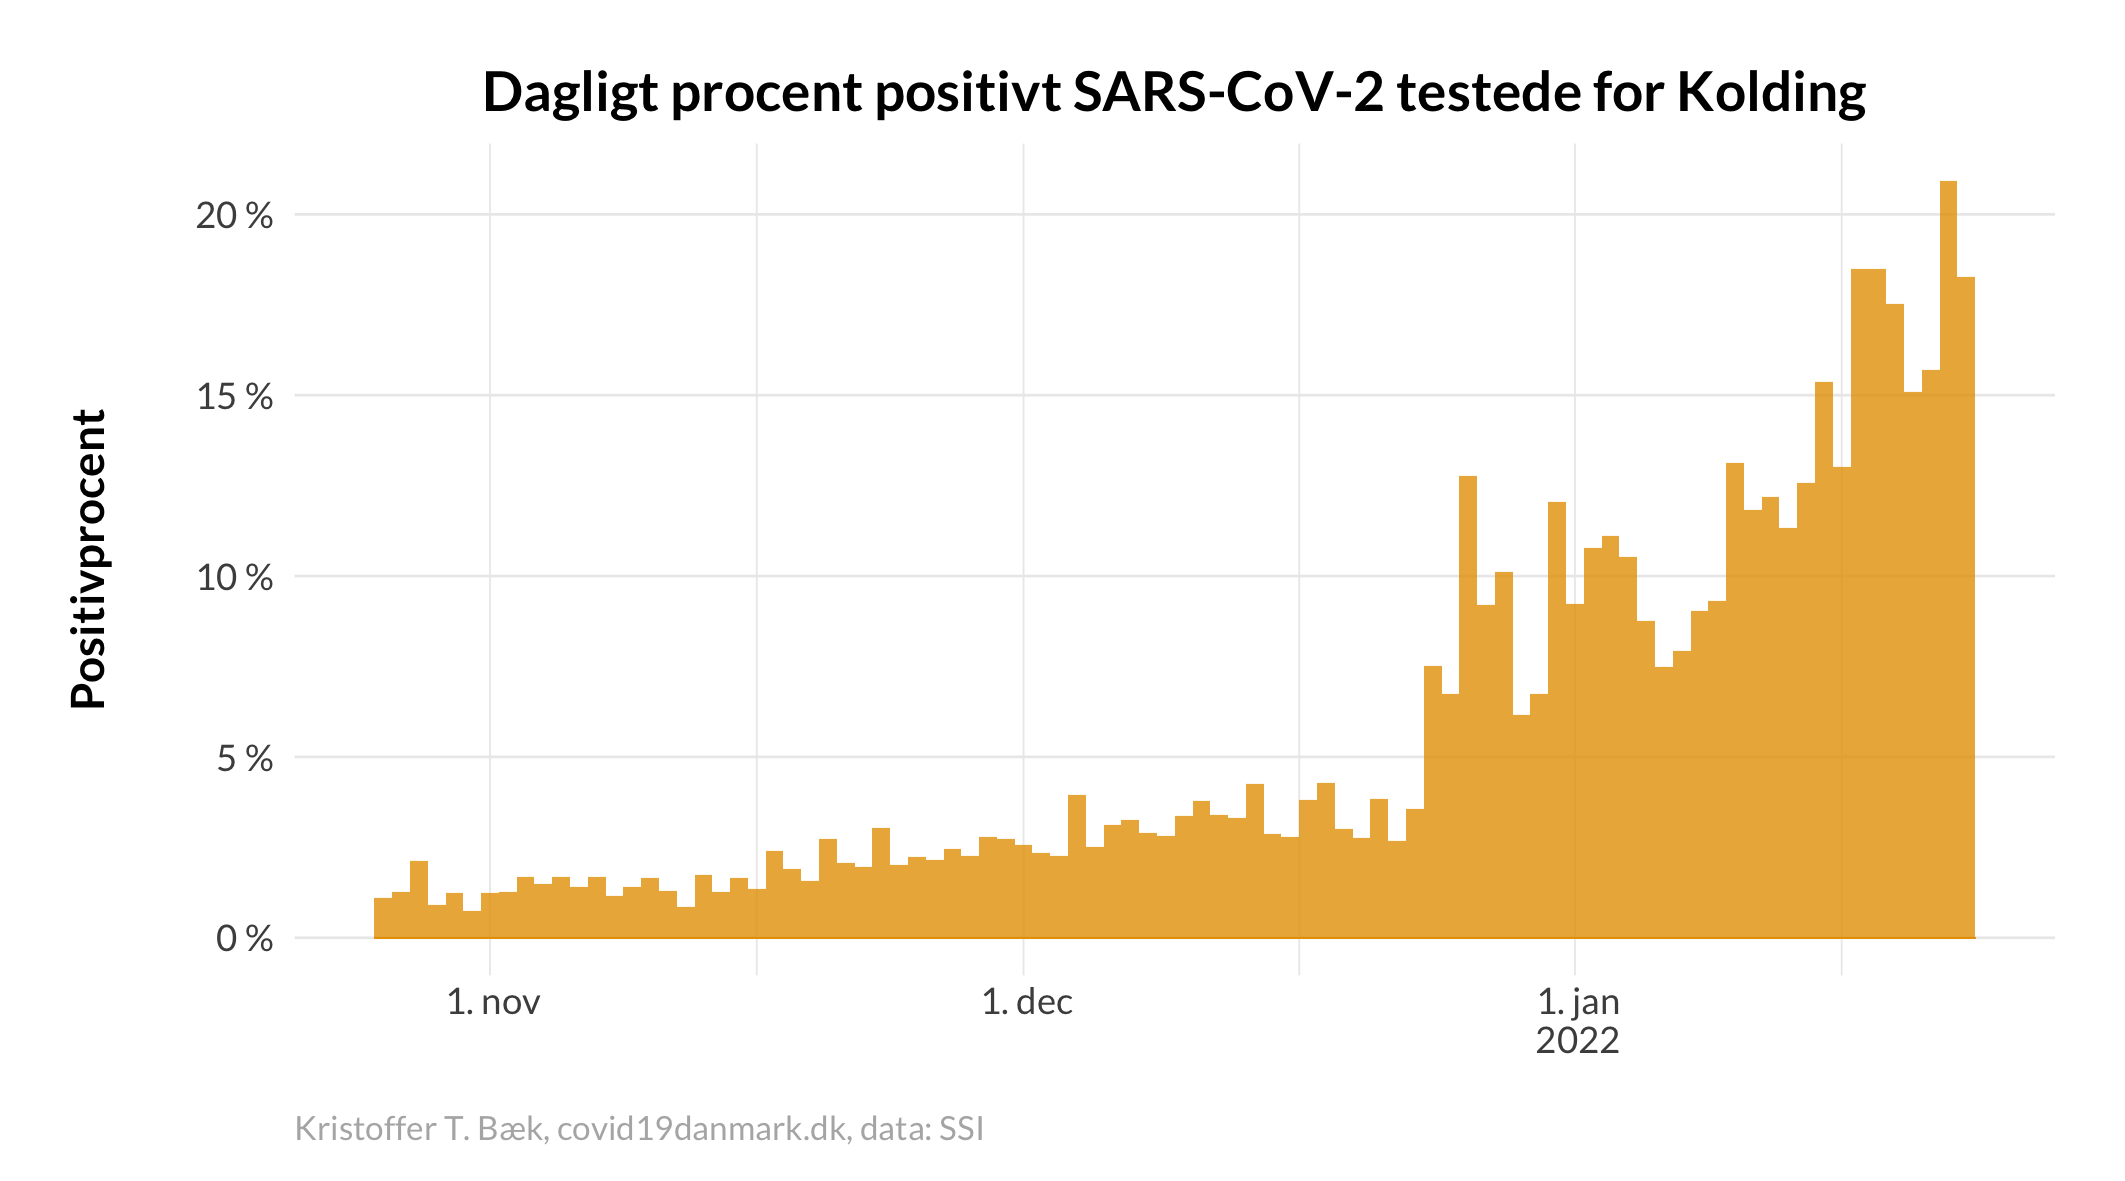 Dagligt procent positivt SARS-CoV-2 testede for Kolding
Positivprocent
20 %
15 %
10 %
5 %
0 %
1. nov
1. dec
1. jan
2022
Kristoffer T. Bæk, covid19danmark.dk, data: SSI